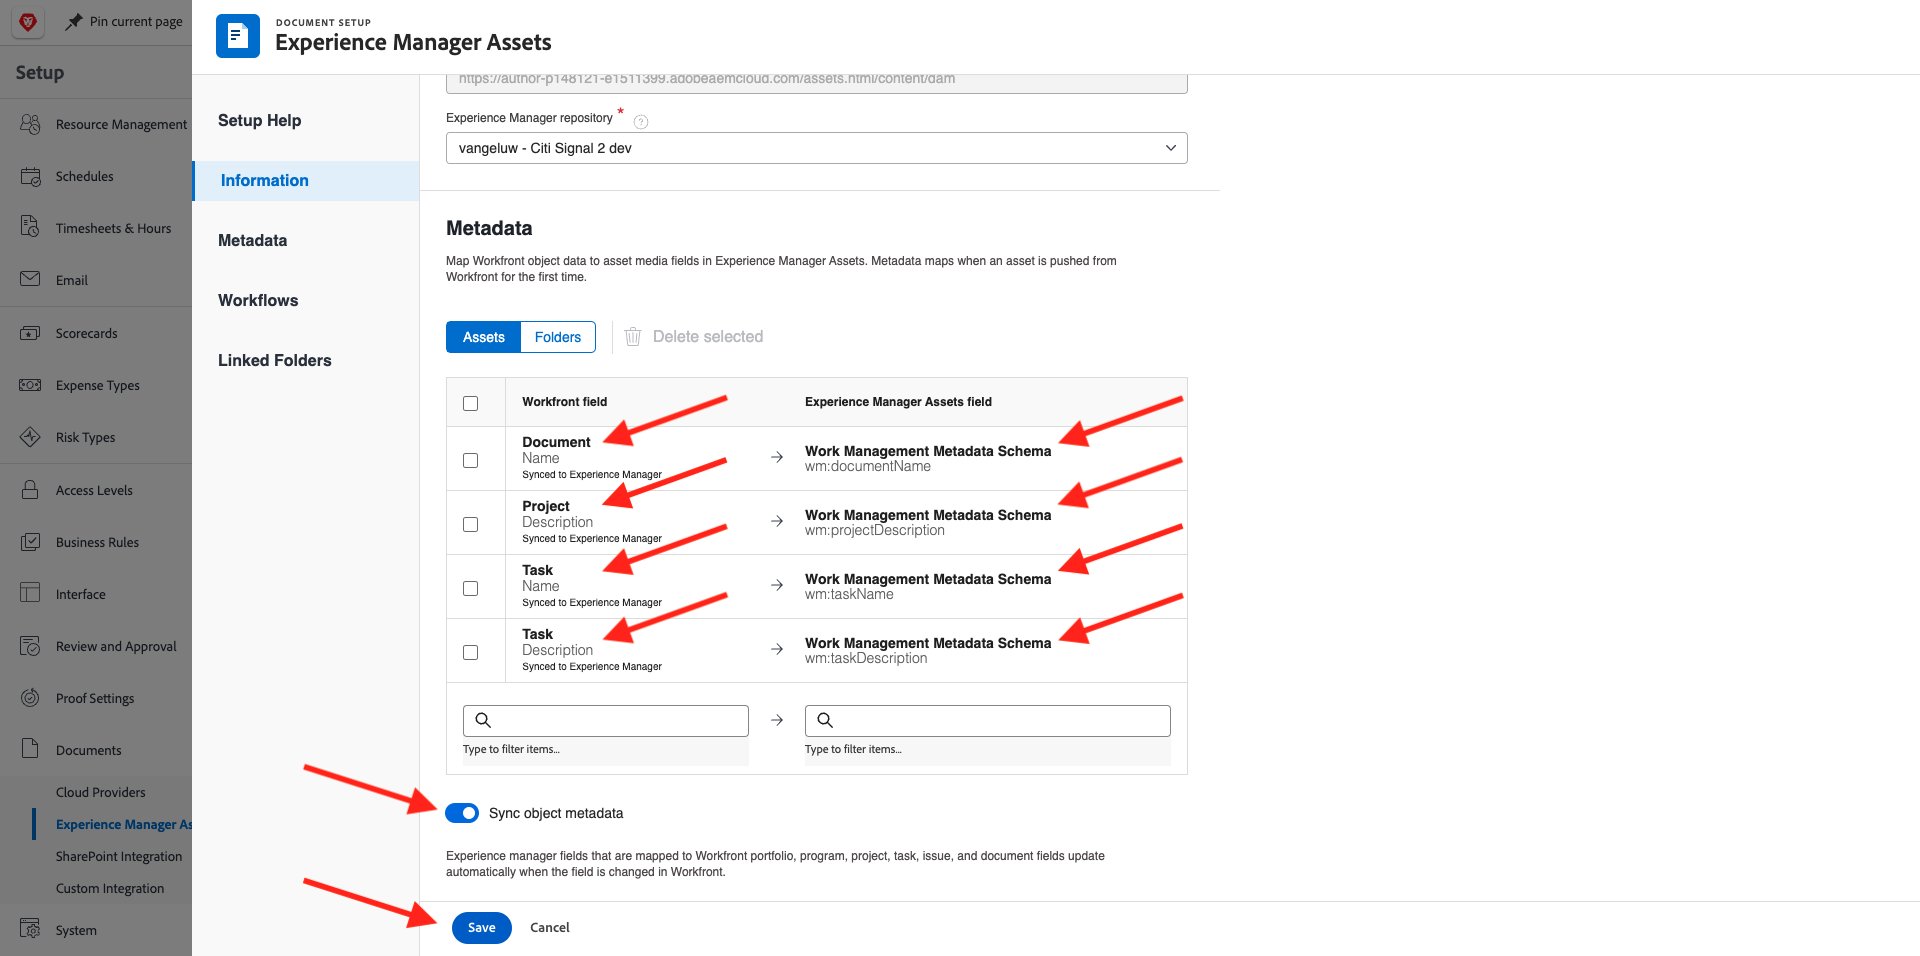 Pin current page
DOCUMENT SETUP
Experience Manager Assets
Setup
Resource Management
Schedules
Timesheets & Hours
Email
Scorecards
Expense Types
Risk Types
Access Levels
Business Rules
Interface
Review and Approval
Proof Settings
Documents
Cloud Providers
Experience Manager As
SharePoint Integration
Custom Integration
System
Setup Help
Information
Metadata
Workflows
Linked Folders
https://author-p148121-e1511399.adobeaemcloud.com/assets.html/content/dam
Experience Manager repository *
?
vangeluw - Citi Signal 2 dev
Metadata
Map Workfront object data to asset media fields in Experience Manager Assets. Metadata maps when an asset is pushed from
Workfront for the first time.
Assets Folders Delete selected
Workfront field Experience Manager Assets field
Document
Name
Synced to Experience Manager
Work Management Metadata Schema
wm:documentName
Project
Description
Synced to Experience Manager
Work Management Metadata Schema
wm:projectDescription
Task
Name
Synced to Experience Manager
Work Management Metadata Schema
wm:taskName
Task
Description
Synced to Experience Manager
Work Management Metadata Schema
wm:taskDescription
Type to filter items... Type to filter items...
Sync object metadata
Experience manager fields that are mapped to Workfront portfolio, program, project, task, issue, and document fields update
automatically when the field is changed in Workfront.
Save Cancel